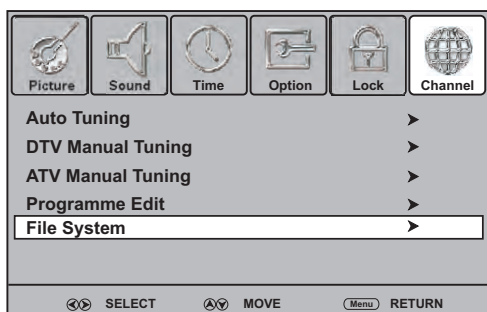 Picture Sound Time Option Lock Channel
Auto Tuning
DTV Manual Tuning
ATV Manual Tuning
Programme Edit
File System
SELECT MOVE Menu RETURN